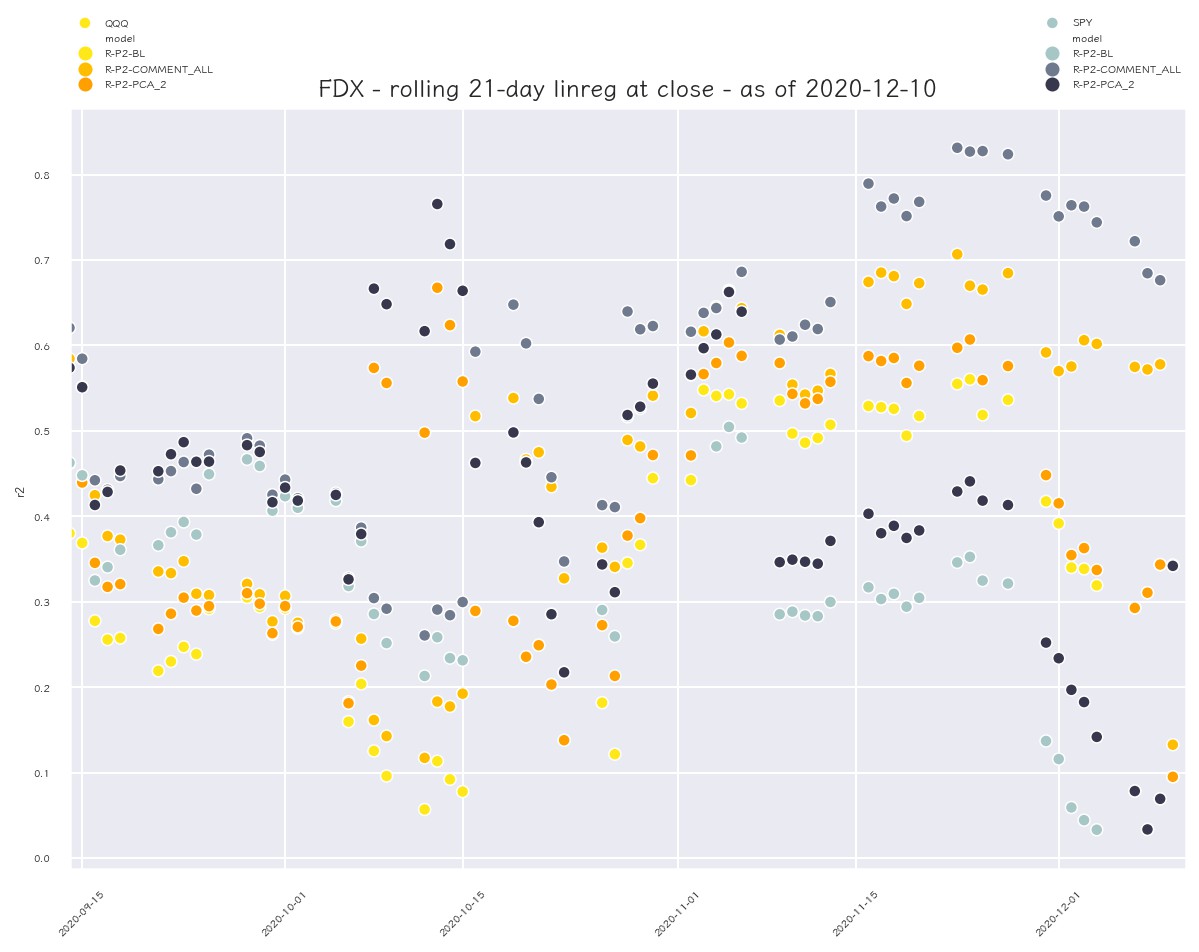 QQQ
model
R-P2-BL
R-P2-COMMENT_ALL
R-P2-PCA_2
SPY
model
R-P2-BL
R-P2-COMMENT_ALL
R-P2-PCA_2
FDX - rolling 21-day linreg at close - as of 2020-12-10
r2
0.8
0.7
0.6
0.5
0.4
0.3
0.2
0.1
0.0
2020-09-15
2020-10-01
2020-10-15
2020-11-01
2020-11-15
2020-12-01